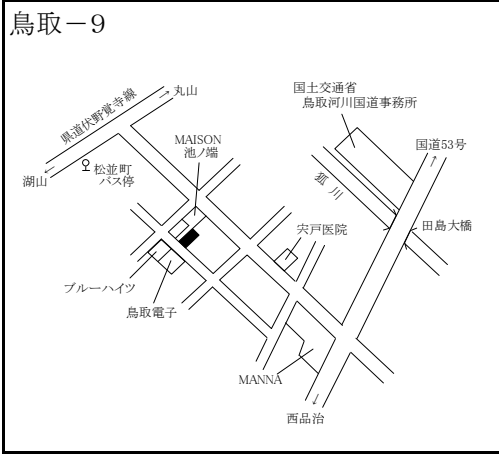 鳥取－9
国土交通省
鳥取河川国道事務所
県道伏野覚寺線
→丸山
国道53号
→
MAISON
池ノ端
←
湖山
松並町
バス停
狐川
宍戸医院
田島大橋
ブルーハイツ
鳥取電子
MANNA
←
西品治